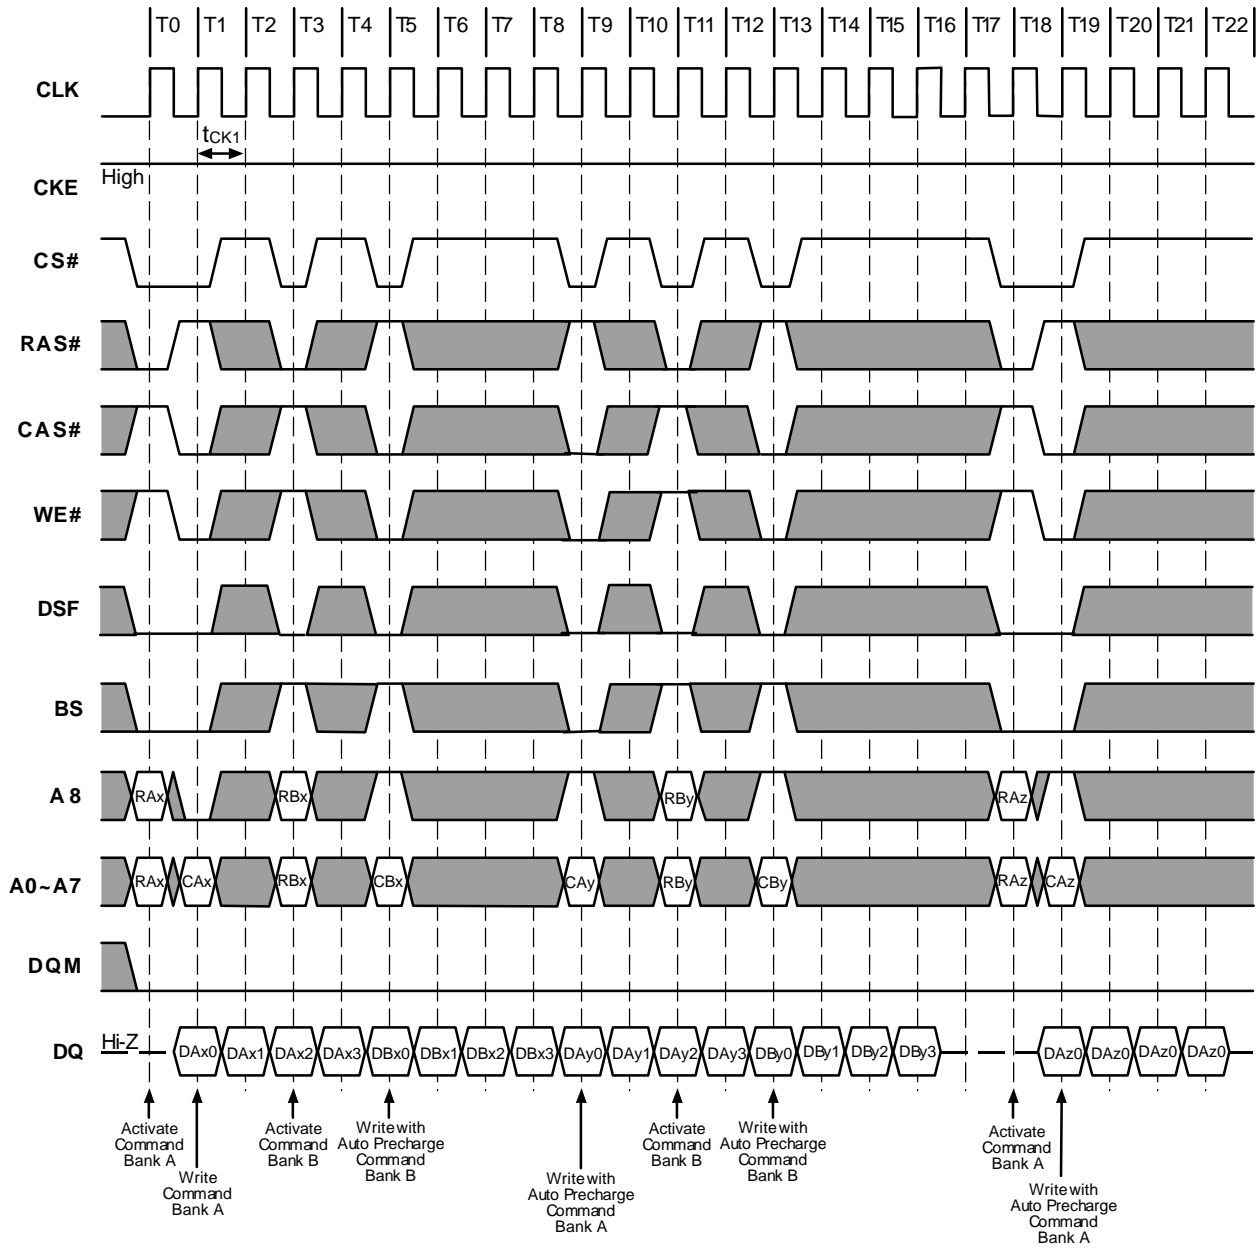 T0 T1 T2 T3 T4 T5 T6 T7 T8 T9 T10 T11 T12 T13 T14 T15 T16 T17 T18 T19 T20 T21 T22
CLK
tCK1
High
CKE
CS#
RAS#
CAS#
WE#
DSF
BS
A8 RAx RBx RBy RAz
A0~A7 RAx CAx RBx CBx CAy RBy CBy RAz CAz
DQM
Hi-Z
DQ DAx0 DAx1 DAx2 DAx3 DBx0 DBx1 DBx2 DBx3 DAy0 DAy1 DAy2 DAy3 DBy0 DBy1 DBy2 DBy3 DAz0 DAz0 DAz0 DAz0
Activate
Command
Bank A
Write
Command
Bank A
Activate
Command
Bank B
Write with
Auto Precharge
Command
Bank B
Write with
Auto Precharge
Command
Bank A
Activate
Command
Bank B
Write with
Auto Precharge
Command
Bank B
Activate
Command
Bank A
Write with
Auto Precharge
Command
Bank A